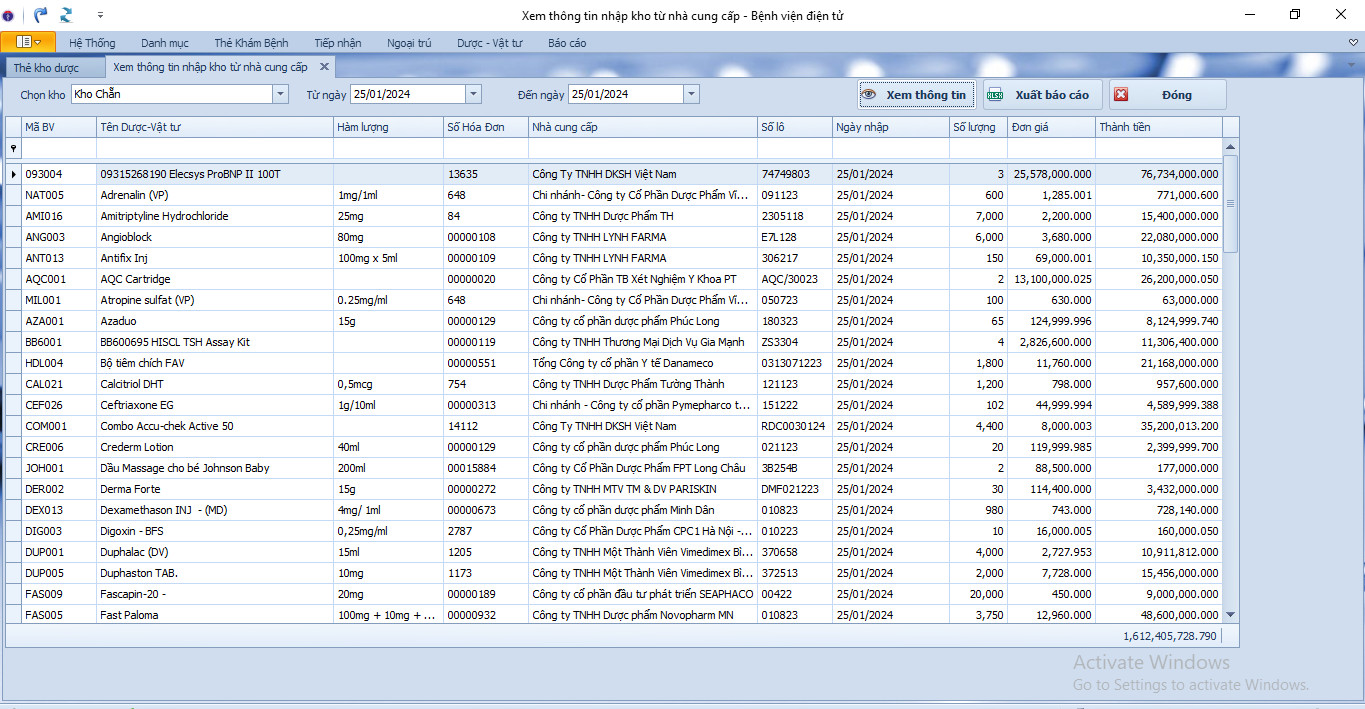 Xem thông tin nhập kho từ nhà cung cấp - Bệnh viện điện tử
Hệ Thống Danh mục Thẻ Khám Bệnh Tiếp nhận Ngoại trú Dược - Vật tư Báo cáo
Thẻ kho dược Xem thông tin nhập kho từ nhà cung cấp
Chọn kho Kho Chẵn Từ ngày 25/01/2024 Đến ngày 25/01/2024 Xem thông tin XLSX Xuất báo cáo Đóng
Mã BV Tên Dược-Vật tư Hàm lượng Số Hóa Đơn Nhà cung cấp Số lô Ngày nhập Số lượng Đơn giá Thành tiền
093004 09315268190 Elecsys ProBNP II 100T 13635 Công Ty TNHH DKSH Việt Nam 74749803 25/01/2024 3 25,578,000.000 76,734,000.000
NAT005 Adrenalin (VP) 1mg/1ml 648 Chi nhánh- Công ty Cổ Phần Dược Phẩm Vĩ... 091123 25/01/2024 600 1,285.001 771,000.600
AMI016 Amitriptyline Hydrochloride 25mg 84 Công ty TNHH Dược Phẩm TH 2305118 25/01/2024 7,000 2,200.000 15,400,000.000
ANG003 Angioblock 80mg 00000108 Công ty TNHH LYNH FARMA E7L128 25/01/2024 6,000 3,680.000 22,080,000.000
ANT013 Antifix Inj 100mg x 5ml 00000109 Công ty TNHH LYNH FARMA 306217 25/01/2024 150 69,000.001 10,350,000.150
AQC001 AQC Cartridge 00000020 Công ty Cổ Phần TB Xét Nghiệm Y Khoa PT AQC/30023 25/01/2024 2 13,100,000.025 26,200,000.050
MIL001 Atropine sulfat (VP) 0.25mg/ml 648 Chi nhánh- Công ty Cổ Phần Dược Phẩm Vĩ... 050723 25/01/2024 100 630.000 63,000.000
AZA001 Azaduo 15g 00000129 Công ty cổ phần dược phẩm Phúc Long 180323 25/01/2024 65 124,999.996 8,124,999.740
BB6001 BB600695 HISCL TSH Assay Kit 00000119 Công ty TNHH Thương Mại Dịch Vụ Gia Mạnh ZS3304 25/01/2024 4 2,826,600.000 11,306,400.000
HDL004 Bộ tiêm chích FAV 00000551 Tổng Công ty cổ phần Y tế Danameco 0313071223 25/01/2024 1,800 11,760.000 21,168,000.000
CAL021 Calcitriol DHT 0,5mcg 754 Công ty TNHH Dược Phẩm Tường Thành 121123 25/01/2024 1,200 798.000 957,600.000
CEF026 Ceftriaxone EG 1g/10ml 00000313 Chi nhánh - Công ty cổ phần Pymepharco t... 151222 25/01/2024 102 44,999.994 4,589,999.388
COM001 Combo Accu-chek Active 50 14112 Công Ty TNHH DKSH Việt Nam RDC0030124 25/01/2024 4,400 8,000.003 35,200,013.200
CRE006 Crederm Lotion 40ml 00000129 Công ty cổ phần dược phẩm Phúc Long 021123 25/01/2024 20 119,999.985 2,399,999.700
JOH001 Dầu Massage cho bé Johnson Baby 200ml 00015884 Công ty Cổ Phần Dược Phẩm FPT Long Châu 3B254B 25/01/2024 2 88,500.000 177,000.000
DER002 Derma Forte 15g 00000272 Công ty TNHH MTV TM & DV PARISKIN DMF021223 25/01/2024 30 114,400.000 3,432,000.000
DEX013 Dexamethason INJ - (MD) 4mg/ 1ml 00000673 Công ty cổ phần dược phẩm Minh Dân 010823 25/01/2024 980 743.000 728,140.000
DIG003 Digoxin - BFS 0,25mg/ml 2787 Công ty Cổ Phần Dược Phẩm CPC1 Hà Nội -... 010223 25/01/2024 10 16,000.005 160,000.050
DUP001 Duphalac (DV) 15ml 1205 Công ty TNHH Một Thành Viên Vimedimex Bì... 370658 25/01/2024 4,000 2,727.953 10,911,812.000
DUP005 Duphaston TAB. 10mg 1173 Công ty TNHH Một Thành Viên Vimedimex Bì... 372513 25/01/2024 2,000 7,728.000 15,456,000.000
FAS009 Fascapin-20 - 20mg 00000189 Công ty cổ phần đầu tư phát triển SEAPHACO 00422 25/01/2024 20,000 450.000 9,000,000.000
FAS005 Fast Paloma 100mg + 10mg + ... 00000932 Công ty TNHH Dược phẩm Novopharm MN 010823 25/01/2024 3,750 12,960.000 48,600,000.000
1,612,405,728.790
Activate Windows
Go to Settings to activate Windows.